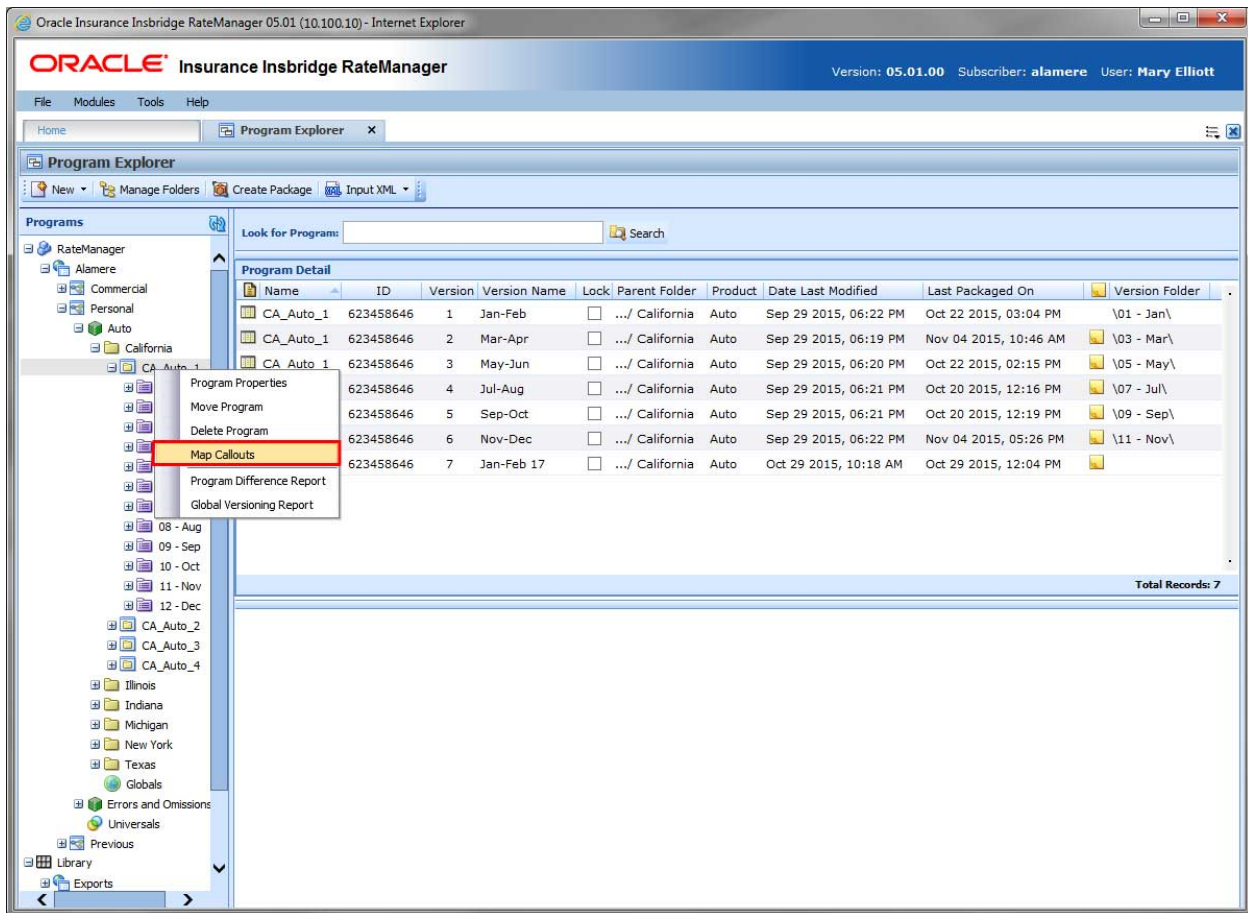 Oracle Insurance Insbridge RateManager 05.01 (10.100.10) - Internet Explorer
ORACLE Insurance Insbridge RateManager
Version: 05.01.00 Subscriber: alamere User: Mary Elliott
File Modules Tools Help
Home Program Explorer x
Program Explorer
New Manage Folders Create Package Input XML
Programs
Look for Program: Search
RateManager
Alamere
Commercial
Personal
Auto
California
CA_Auto_1
Program Properties
Move Program
Delete Program
Map Callouts
Program Difference Report
Global Versioning Report
08 - Aug
09 - Sep
10 - Oct
11 - Nov
12 - Dec
CA_Auto_2
CA_Auto_3
CA_Auto_4
Illinois
Indiana
Michigan
New York
Texas
Globals
Errors and Omissions
Universals
Previous
Library
Exports
Program Detail
Name ID Version Version Name Lock Parent Folder Product Date Last Modified Last Packaged On Version Folder
CA_Auto_1 623458646 1 Jan-Feb .../ California Auto Sep 29 2015, 06:22 PM Oct 22 2015, 03:04 PM \01 - Jan\
CA_Auto_1 623458646 2 Mar-Apr .../ California Auto Sep 29 2015, 06:19 PM Nov 04 2015, 10:46 AM \03 - Mar\
CA_Auto_1 623458646 3 May-Jun .../ California Auto Sep 29 2015, 06:20 PM Oct 22 2015, 02:15 PM \05 - May\
623458646 4 Jul-Aug .../ California Auto Sep 29 2015, 06:21 PM Oct 20 2015, 12:16 PM \07 - Jul\
623458646 5 Sep-Oct .../ California Auto Sep 29 2015, 06:21 PM Oct 20 2015, 12:19 PM \09 - Sep\
623458646 6 Nov-Dec .../ California Auto Sep 29 2015, 06:22 PM Nov 04 2015, 05:26 PM \11 - Nov\
623458646 7 Jan-Feb 17 .../ California Auto Oct 29 2015, 10:18 AM Oct 29 2015, 12:04 PM
Total Records: 7